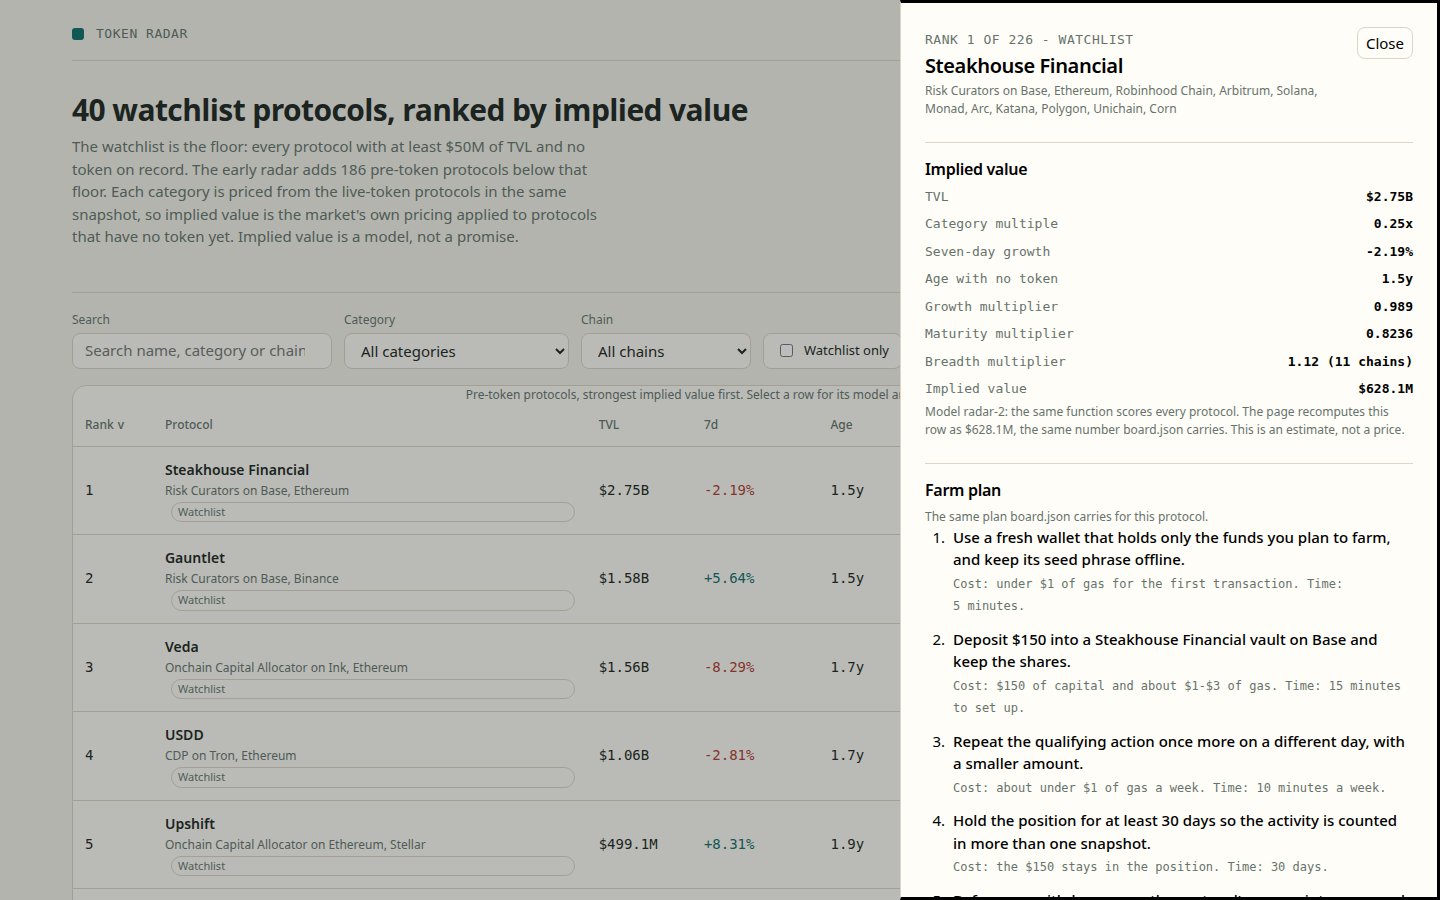 TOKEN RADAR
40 watchlist protocols, ranked by implied value
The watchlist is the floor: every protocol with at least $50M of TVL and no
token on record. The early radar adds 186 pre-token protocols below that
floor. Each category is priced from the live-token protocols in the same
snapshot, so implied value is the market's own pricing applied to protocols
that have no token yet. Implied value is a model, not a promise.
Search
Category
Chain
Search name, category or chain
All categories
All chains
Watchlist only
Pre-token protocols, strongest implied value first. Select a row for its model
Rank v Protocol TVL 7d Age
1 Steakhouse Financial $2.75B -2.19% 1.5y
Risk Curators on Base, Ethereum
Watchlist
2 Gauntlet $1.58B +5.64% 1.5y
Risk Curators on Base, Binance
Watchlist
3 Veda $1.56B -8.29% 1.7y
Onchain Capital Allocator on Ink, Ethereum
Watchlist
4 USDD $1.06B -2.81% 1.7y
CDP on Tron, Ethereum
Watchlist
5 Upshift $499.1M +8.31% 1.9y
Onchain Capital Allocator on Ethereum, Stellar
Watchlist
RANK 1 OF 226 - WATCHLIST
Close
Steakhouse Financial
Risk Curators on Base, Ethereum, Robinhood Chain, Arbitrum, Solana,
Monad, Arc, Katana, Polygon, Unichain, Corn
Implied value
TVL $2.75B
Category multiple 0.25x
Seven-day growth -2.19%
Age with no token 1.5y
Growth multiplier 0.989
Maturity multiplier 0.8236
Breadth multiplier 1.12 (11 chains)
Implied value $628.1M
Model radar-2: the same function scores every protocol. The page recomputes this
row as $628.1M, the same number board.json carries. This is an estimate, not a price.
Farm plan
The same plan board.json carries for this protocol.
1. Use a fresh wallet that holds only the funds you plan to farm,
and keep its seed phrase offline.
Cost: under $1 of gas for the first transaction. Time:
5 minutes.
2. Deposit $150 into a Steakhouse Financial vault on Base and
keep the shares.
Cost: $150 of capital and about $1-$3 of gas. Time: 15 minutes
to set up.
3. Repeat the qualifying action once more on a different day, with
a smaller amount.
Cost: about under $1 of gas a week. Time: 10 minutes a week.
4. Hold the position for at least 30 days so the activity is counted
in more than one snapshot.
Cost: the $150 stays in the position. Time: 30 days.